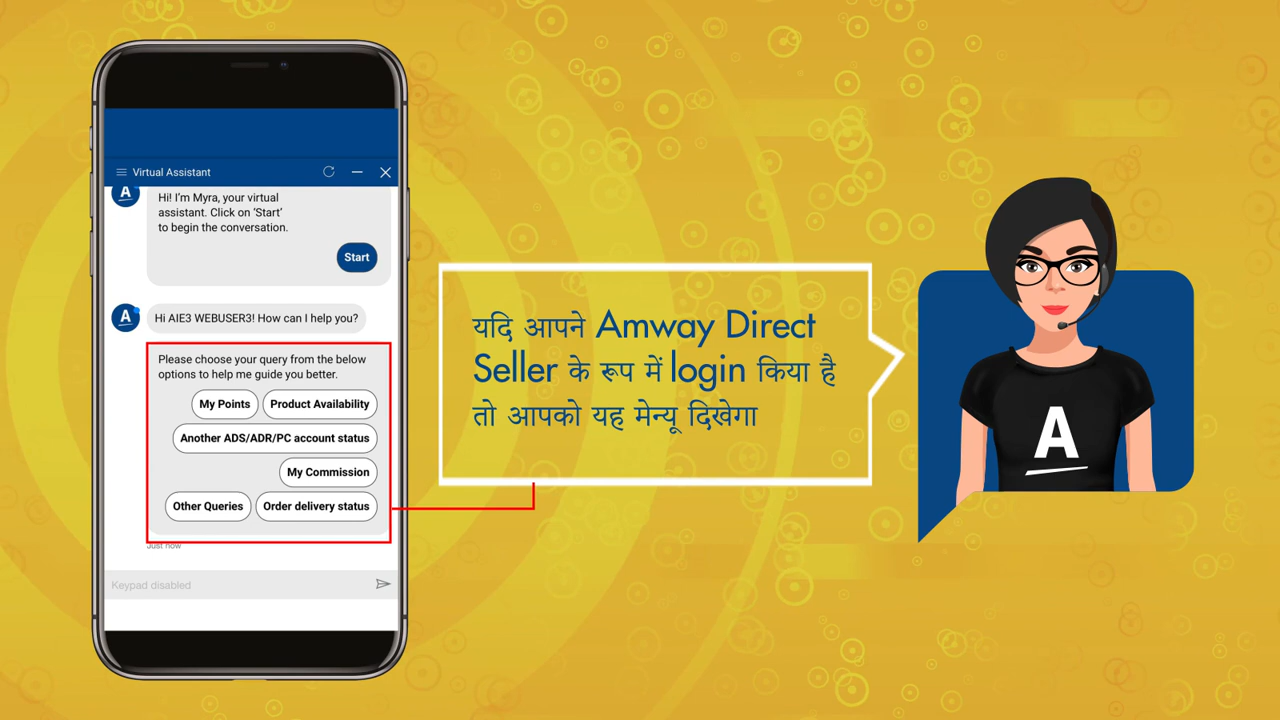 Virtual Assistant
A
Hi! I'm Myra, your virtual
assistant. Click on 'Start'
to begin the conversation.
Start
A
Hi AIE3 WEBUSER3! How can I help you?
Please choose your query from the below
options to help me guide you better.
My Points
Product Availability
Another ADS/ADR/PC account status
My Commission
Other Queries
Order delivery status
Just now
Keypad disabled
यदि आपने Amway Direct
Seller के रूप में login किया है
तो आपको यह मेन्यू दिखेगा
A